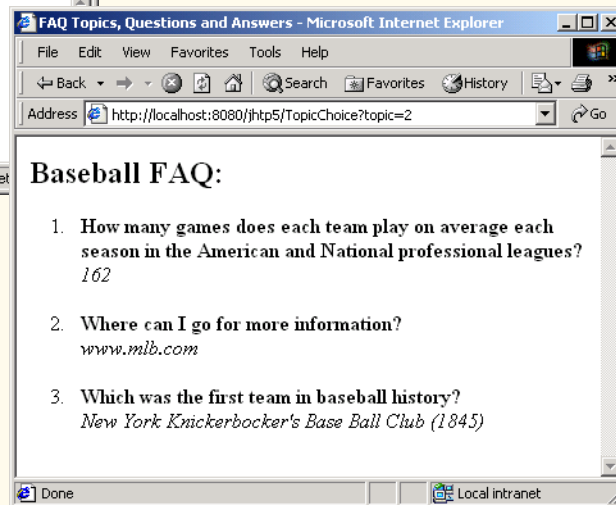 FAQ Topics, Questions and Answers - Microsoft Internet Explorer
File Edit View Favorites Tools Help
Back Search Favorites History »
Address http://localhost:8080/jhtp5/TopicChoice?topic=2 Go
Baseball FAQ:
1. How many games does each team play on average each
season in the American and National professional leagues?
162
2. Where can I go for more information?
www.mlb.com
3. Which was the first team in baseball history?
New York Knickerbocker's Base Ball Club (1845)
Done Local intranet